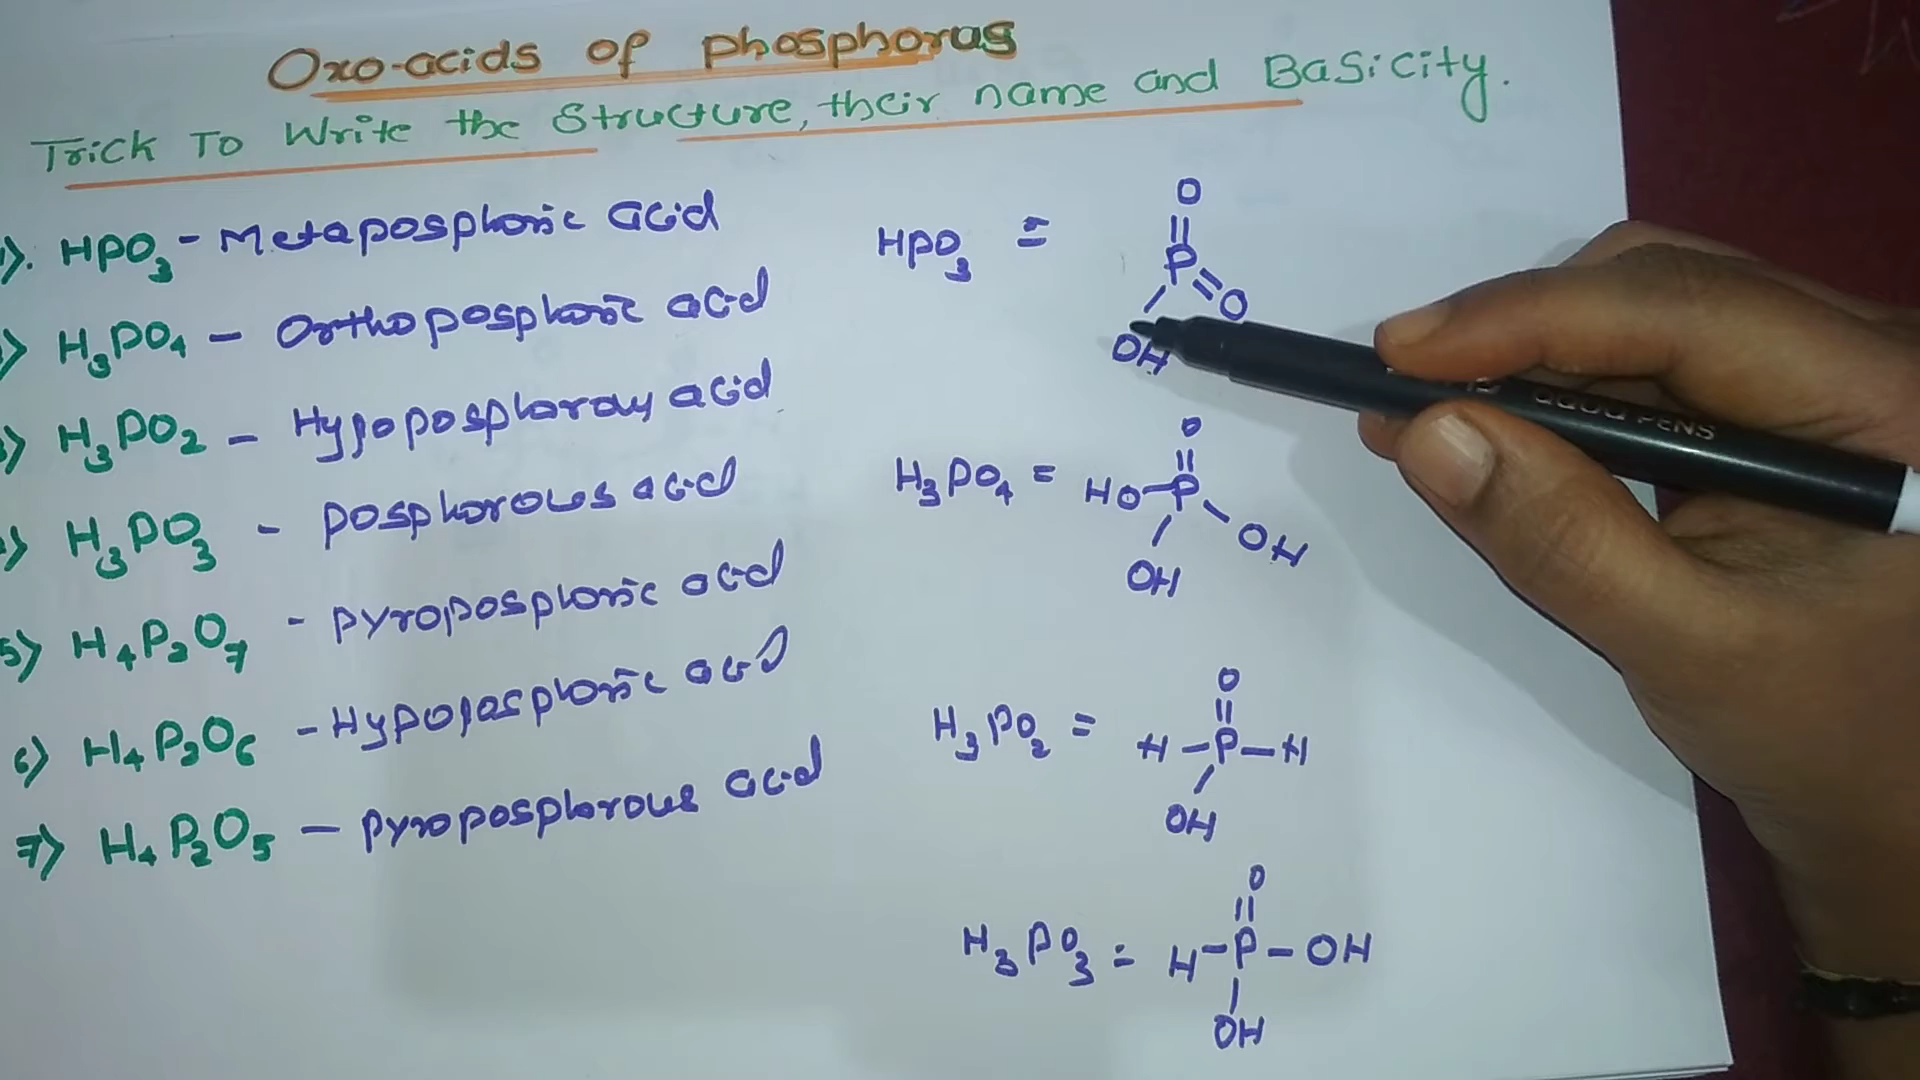 Oxo-acids of phosphorus
Trick To Write the Structure, their name and Basicity.
1). HPO3 - Metaposphoric acid
2) H3PO4 - Orthoposphoric acid
3) H3PO2 - Hypoposphorous acid
4) H3PO3 - posphorous acid
5) H4P2O7 - pyroposphoric acid
6) H4P2O6 - Hypoposphoric acid
7) H4P2O5 - pyroposphorous acid
HPO3 =
O
P
O
OH
H3PO4 =
O
HO-P
OH
OH
H3PO2 =
O
H-P-H
OH
H3PO3 =
O
H-P-OH
OH
PENS